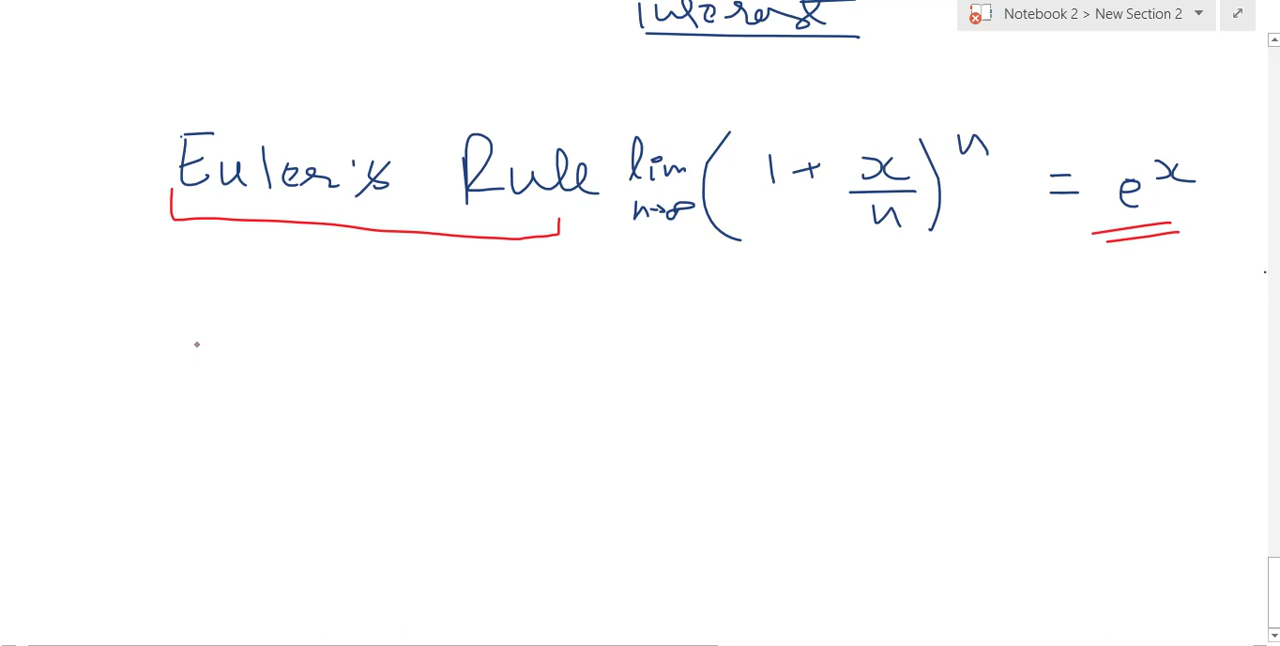 Interest
Notebook 2 > New Section 2
Euler's Rule lim n→∞ (1 + x/n)^n = e^x